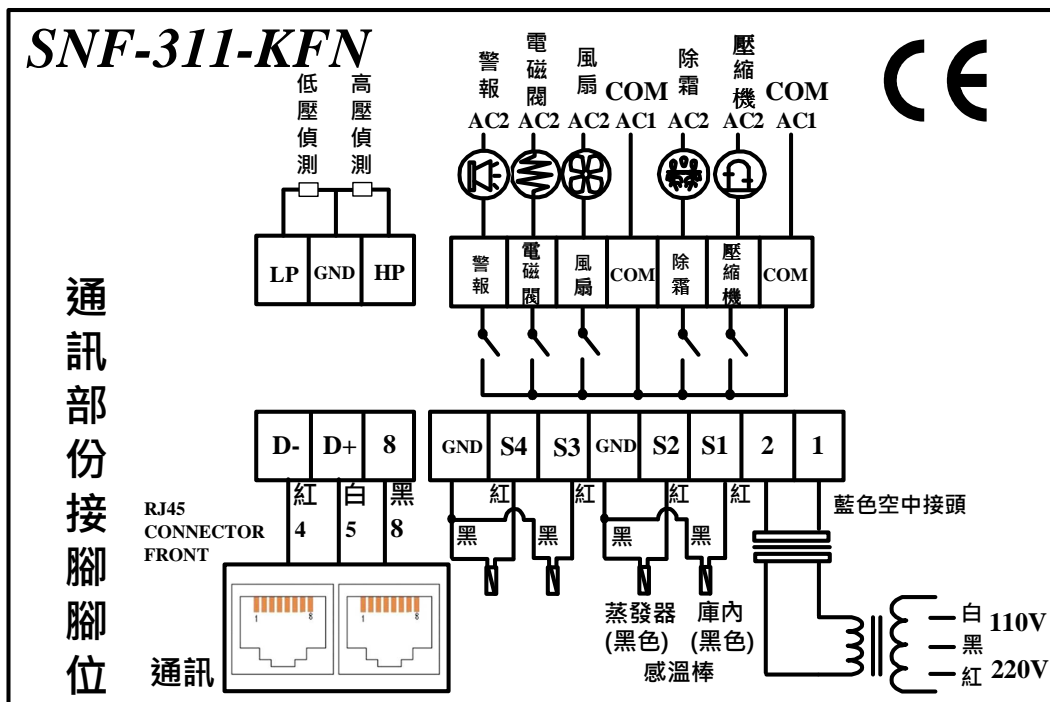 SNF-311-KFN
低壓偵測
高壓偵測
警報
電磁閥
風扇
COM
除霜
壓縮機
COM
AC2 AC2 AC2 AC1 AC2 AC2 AC1
CE
LP GND HP
警報 電磁閥 風扇 COM 除霜 壓縮機 COM
通訊部份接腳腳位
D- D+ 8
GND S4 S3 GND S2 S1 2 1
紅 白 黑
4 5 8
紅 紅 紅 紅
黑 黑 黑 黑
藍色空中接頭
RJ45
CONNECTOR
FRONT
1 8 1 8
通訊
蒸發器 庫內
(黑色) (黑色)
感溫棒
白 110V
黑
紅 220V